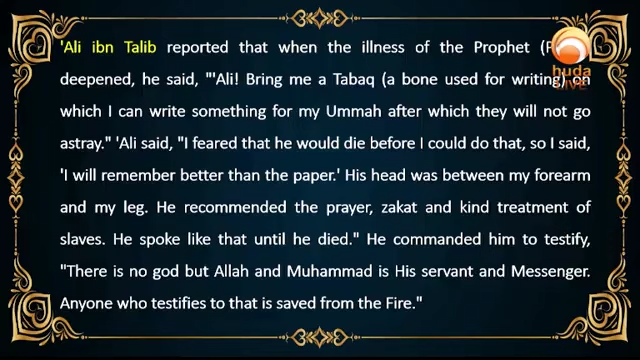 'Ali ibn Talib reported that when the illness of the Prophet
deepened, he said, "'Ali! Bring me a Tabaq (a bone used for writing) on
which I can write something for my Ummah after which they will not go
astray." 'Ali said, "I feared that he would die before I could do that, so I said,
'I will remember better than the paper.' His head was between my forearm
and my leg. He recommended the prayer, zakat and kind treatment of
slaves. He spoke like that until he died." He commanded him to testify,
"There is no god but Allah and Muhammad is His servant and Messenger.
Anyone who testifies to that is saved from the Fire."
huda
LIVE